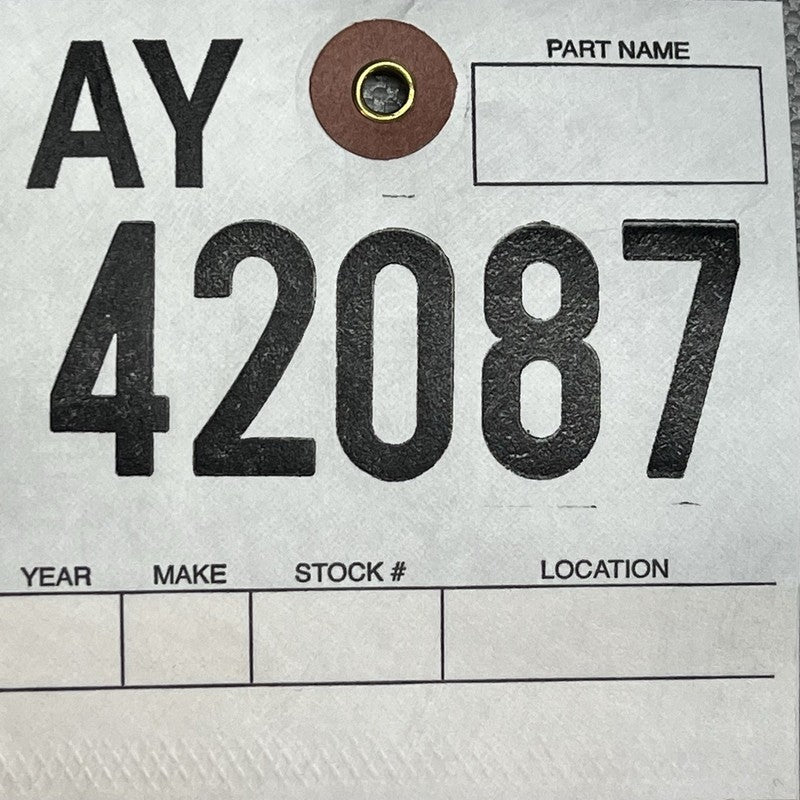 AY
PART NAME
42087
YEAR MAKE STOCK # LOCATION